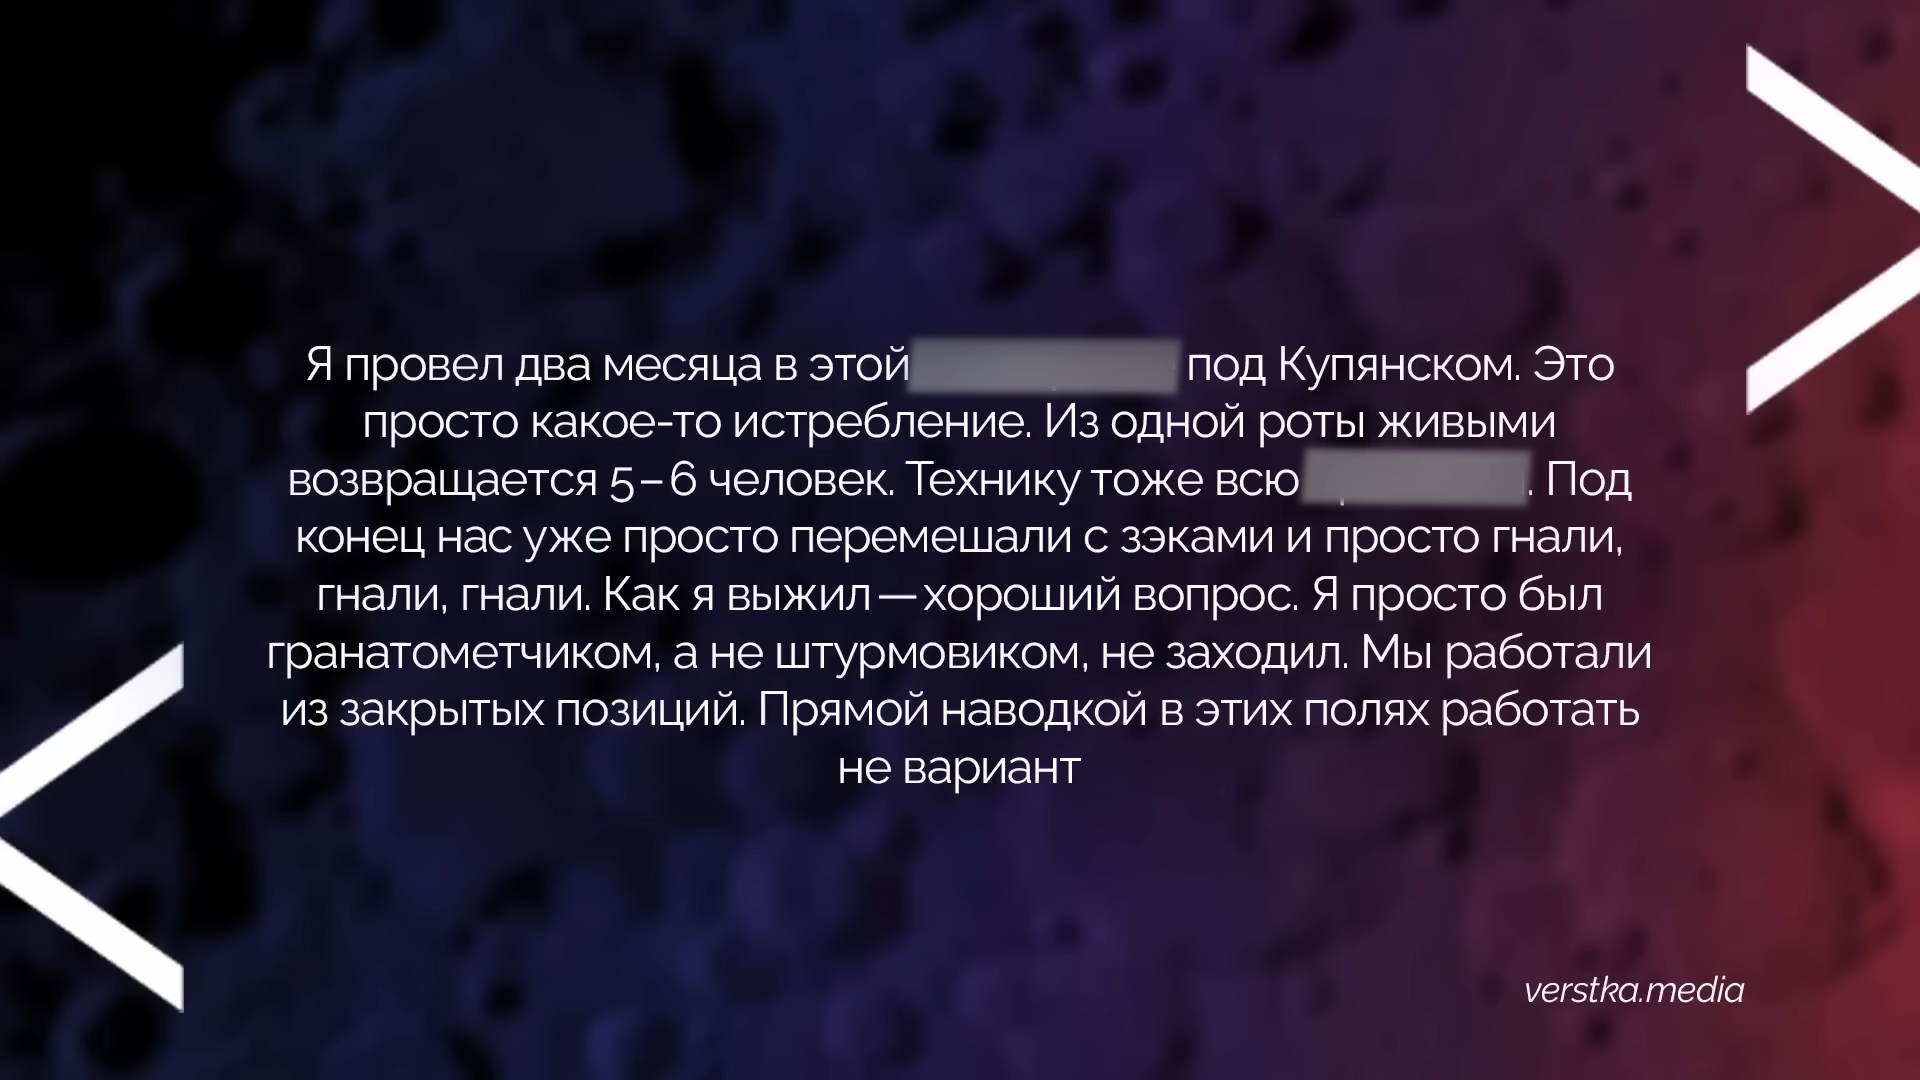 Я провел два месяца в этой под Купянском. Это
просто какое-то истребление. Из одной роты живыми
возвращается 5–6 человек. Технику тоже всю . Под
конец нас уже просто перемешали с зэками и просто гнали,
гнали, гнали. Как я выжил — хороший вопрос. Я просто был
гранатометчиком, а не штурмовиком, не заходил. Мы работали
из закрытых позиций. Прямой наводкой в этих полях работать
не вариант
verstka.media